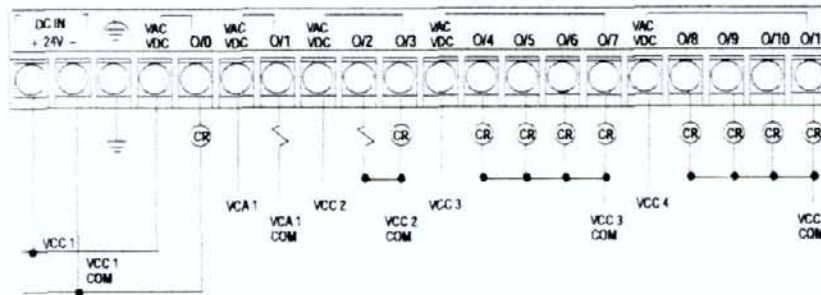 DC IN
+ 24V -
VAC
VDC
O/0
VAC
VDC
O/1
VAC
VDC
O/2
O/3
VAC
VDC
O/4
O/5
O/6
O/7
VAC
VDC
O/8
O/9
O/10
O/1
CR
CR
CR
CR
CR
CR
CR
CR
CR
CR
VCC 1
VCC 1
COM
VCA 1
VCA 1
COM
VCC 2
VCC 2
COM
VCC 3
VCC 3
COM
VCC 4
VCC
COM